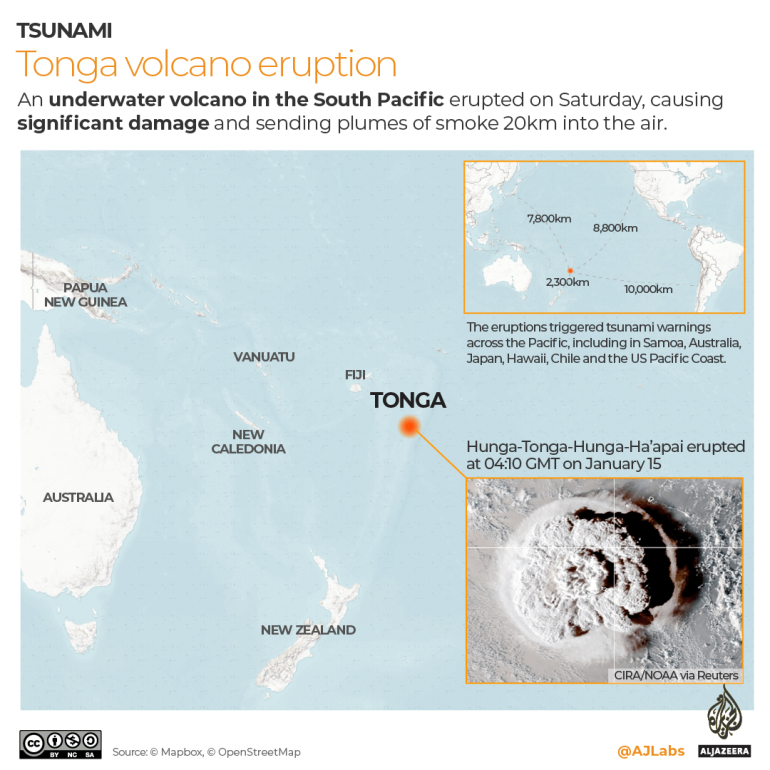 TSUNAMI
Tonga volcano eruption
An underwater volcano in the South Pacific erupted on Saturday, causing
significant damage and sending plumes of smoke 20km into the air.
7,800km
8,800km
2,300km
10,000km
The eruptions triggered tsunami warnings
across the Pacific, including in Samoa, Australia,
Japan, Hawaii, Chile and the US Pacific Coast.
PAPUA
NEW GUINEA
VANUATU
FIJI
TONGA
NEW
CALEDONIA
AUSTRALIA
NEW ZEALAND
Hunga-Tonga-Hunga-Ha'apai erupted
at 04:10 GMT on January 15
CIRA/NOAA via Reuters
cc
BY NC SA
Source: © Mapbox, © OpenStreetMap
@AJLabs
ALJAZEERA